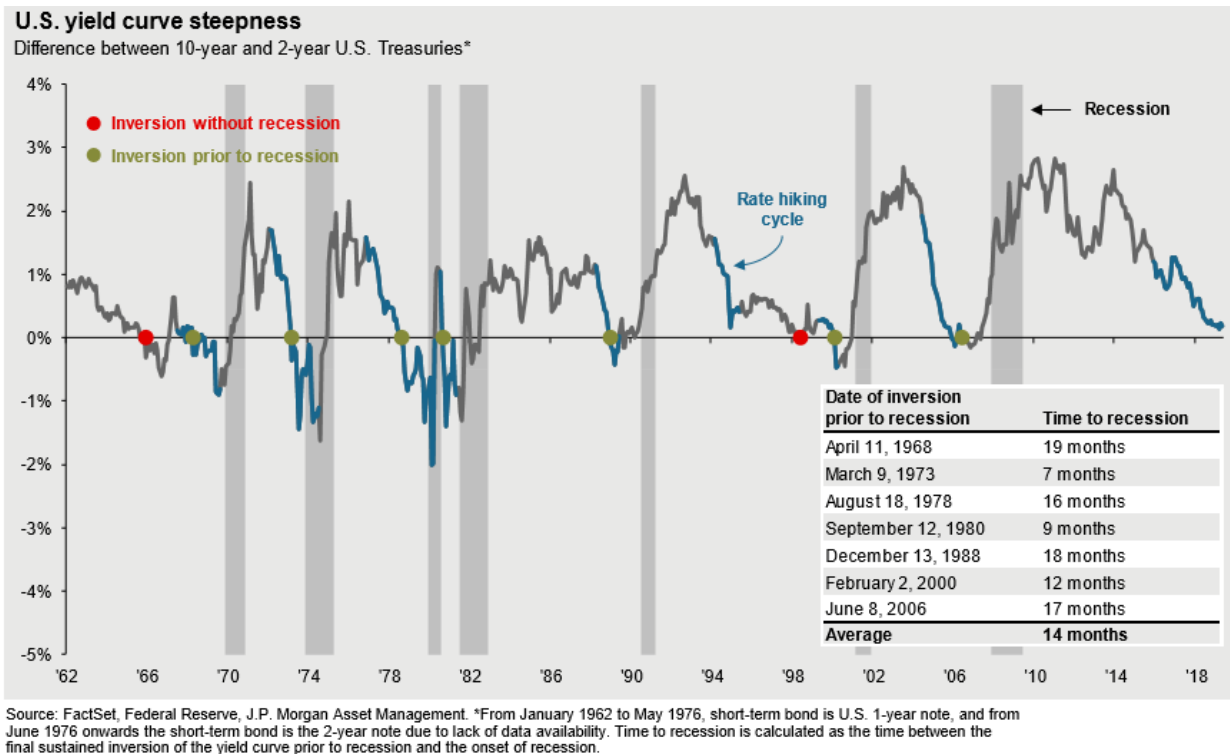 U.S. yield curve steepness
Difference between 10-year and 2-year U.S. Treasuries*
4%
3%
2%
1%
0%
-1%
-2%
-3%
-4%
-5%
Inversion without recession
Inversion prior to recession
Recession
Rate hiking
cycle
Date of inversion
prior to recession Time to recession
April 11, 1968 19 months
March 9, 1973 7 months
August 18, 1978 16 months
September 12, 1980 9 months
December 13, 1988 18 months
February 2, 2000 12 months
June 8, 2006 17 months
Average 14 months
'62 '66 '70 '74 '78 '82 '86 '90 '94 '98 '02 '06 '10 '14 '18
Source: FactSet, Federal Reserve, J.P. Morgan Asset Management. *From January 1962 to May 1976, short-term bond is U.S. 1-year note, and from
June 1976 onwards the short-term bond is the 2-year note due to lack of data availability. Time to recession is calculated as the time between the
final sustained inversion of the yield curve prior to recession and the onset of recession.